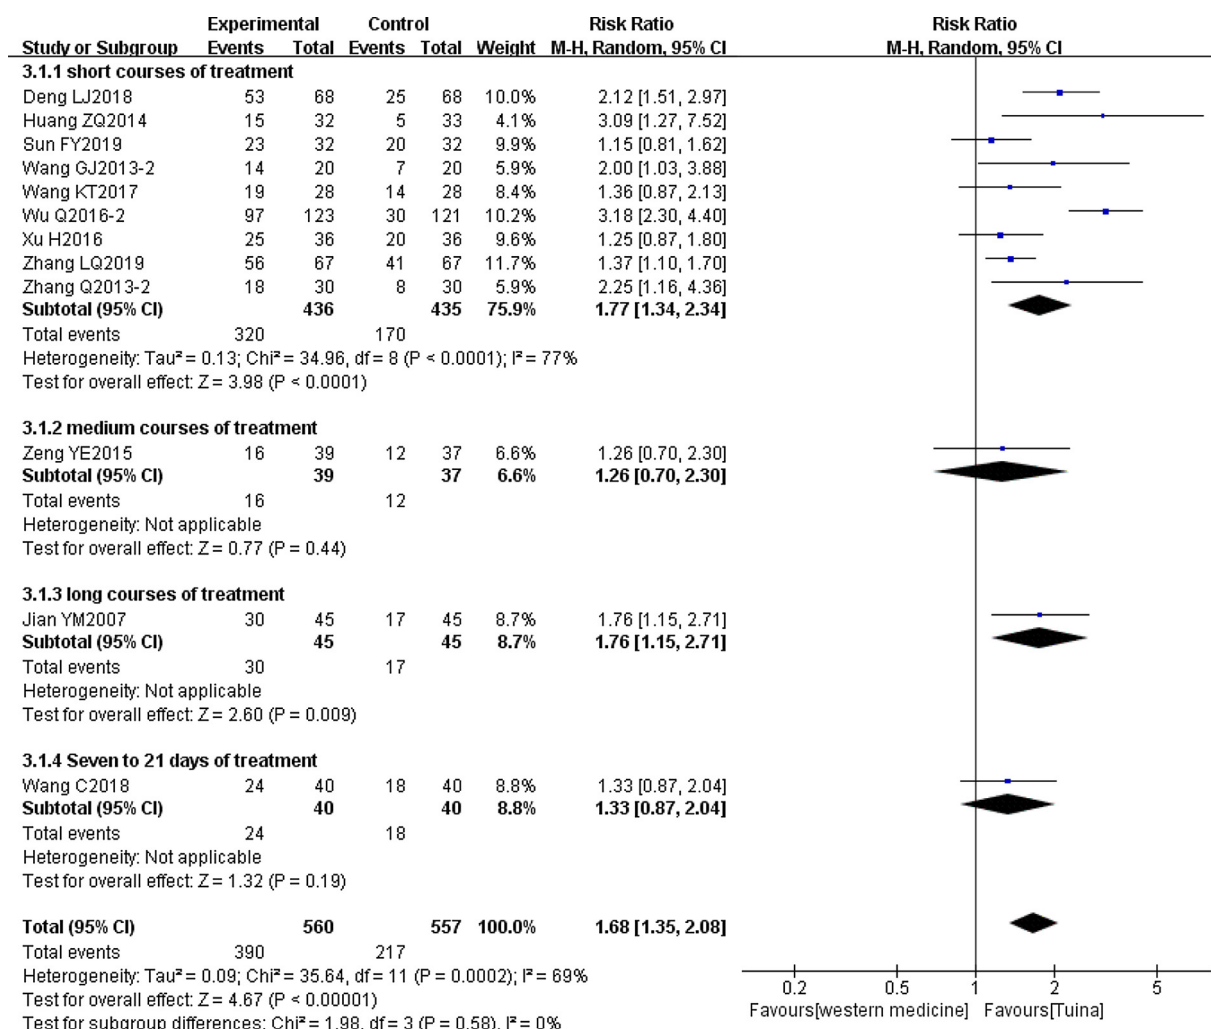 Experimental Control Risk Ratio Risk Ratio
Study or Subgroup Events Total Events Total Weight M-H, Random, 95% CI M-H, Random, 95% CI
3.1.1 short courses of treatment
Deng LJ2018 53 68 25 68 10.0% 2.12 [1.51, 2.97]
Huang ZQ2014 15 32 5 33 4.1% 3.09 [1.27, 7.52]
Sun FY2019 23 32 20 32 9.9% 1.15 [0.81, 1.62]
Wang GJ2013-2 14 20 7 20 5.9% 2.00 [1.03, 3.88]
Wang KT2017 19 28 14 28 8.4% 1.36 [0.87, 2.13]
Wu Q2016-2 97 123 30 121 10.2% 3.18 [2.30, 4.40]
Xu H2016 25 36 20 36 9.6% 1.25 [0.87, 1.80]
Zhang LQ2019 56 67 41 67 11.7% 1.37 [1.10, 1.70]
Zhang Q2013-2 18 30 8 30 5.9% 2.25 [1.16, 4.36]
Subtotal (95% CI) 436 435 75.9% 1.77 [1.34, 2.34]
Total events 320 170
Heterogeneity: Tau² = 0.13; Chi² = 34.96, df = 8 (P < 0.0001); I² = 77%
Test for overall effect: Z = 3.98 (P < 0.0001)
3.1.2 medium courses of treatment
Zeng YE2015 16 39 12 37 6.6% 1.26 [0.70, 2.30]
Subtotal (95% CI) 39 37 6.6% 1.26 [0.70, 2.30]
Total events 16 12
Heterogeneity: Not applicable
Test for overall effect: Z = 0.77 (P = 0.44)
3.1.3 long courses of treatment
Jian YM2007 30 45 17 45 8.7% 1.76 [1.15, 2.71]
Subtotal (95% CI) 45 45 8.7% 1.76 [1.15, 2.71]
Total events 30 17
Heterogeneity: Not applicable
Test for overall effect: Z = 2.60 (P = 0.009)
3.1.4 Seven to 21 days of treatment
Wang C2018 24 40 18 40 8.8% 1.33 [0.87, 2.04]
Subtotal (95% CI) 40 40 8.8% 1.33 [0.87, 2.04]
Total events 24 18
Heterogeneity: Not applicable
Test for overall effect: Z = 1.32 (P = 0.19)
Total (95% CI) 560 557 100.0% 1.68 [1.35, 2.08]
Total events 390 217
Heterogeneity: Tau² = 0.09; Chi² = 35.64, df = 11 (P = 0.0002); I² = 69%
Test for overall effect: Z = 4.67 (P < 0.00001)
Test for subgroup differences: Chi² = 1.98, df = 3 (P = 0.58), I² = 0%
0.2 0.5 1 2 5
Favours[western medicine] Favours[Tuina]